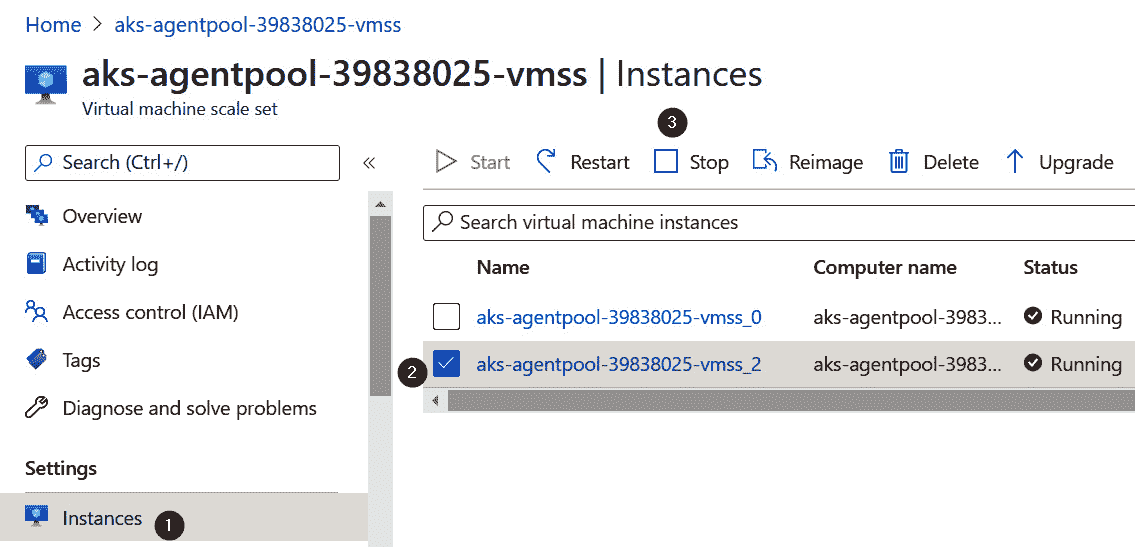 Home > aks-agentpool-39838025-vmss
aks-agentpool-39838025-vmss | Instances
Virtual machine scale set
3
Search (Ctrl+/) «
Start Restart Stop Reimage Delete Upgrade
Overview
Activity log
Access control (IAM)
Tags
Diagnose and solve problems
Settings
Instances 1
Search virtual machine instances
Name Computer name Status
aks-agentpool-39838025-vmss_0 aks-agentpool-3983... Running
2 aks-agentpool-39838025-vmss_2 aks-agentpool-3983... Running